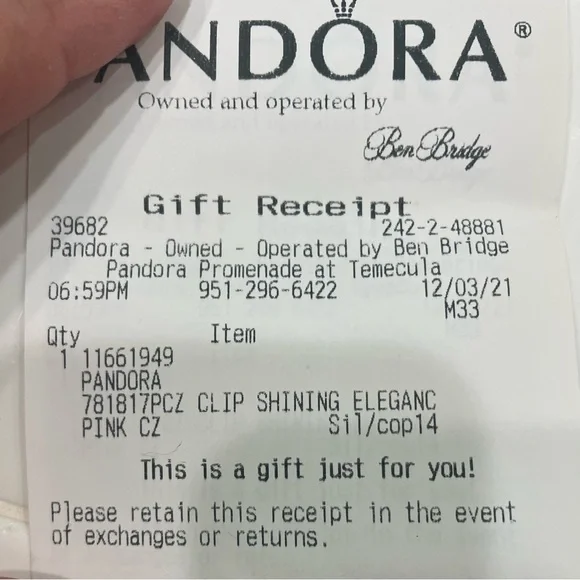 PANDORA®
Owned and operated by
Ben Bridge
Gift Receipt
39682 242-2-48881
Pandora - Owned - Operated by Ben Bridge
Pandora Promenade at Temecula
06:59PM 951-296-6422 12/03/21
M33
Qty Item
1 11661949
PANDORA
781817PCZ CLIP SHINING ELEGANC
PINK CZ Sil/cop14
This is a gift just for you!
Please retain this receipt in the event
of exchanges or returns.